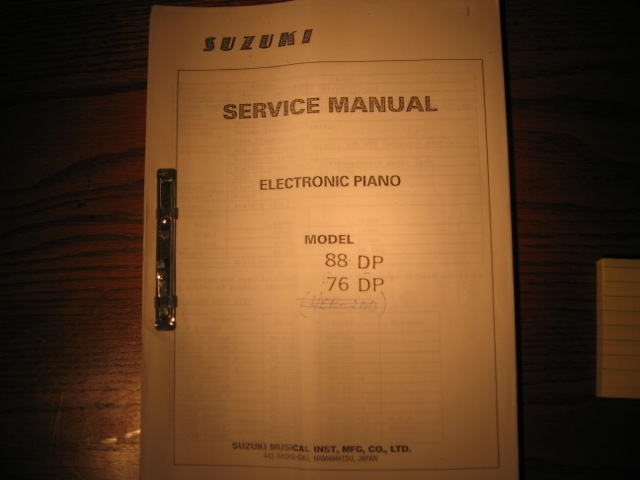 SUZUKI
SERVICE MANUAL
ELECTRONIC PIANO
MODEL
88 DP
76 DP
SUZUKI MUSICAL INST, MFG, CO., LTD.
HAMAMATSU, JAPAN